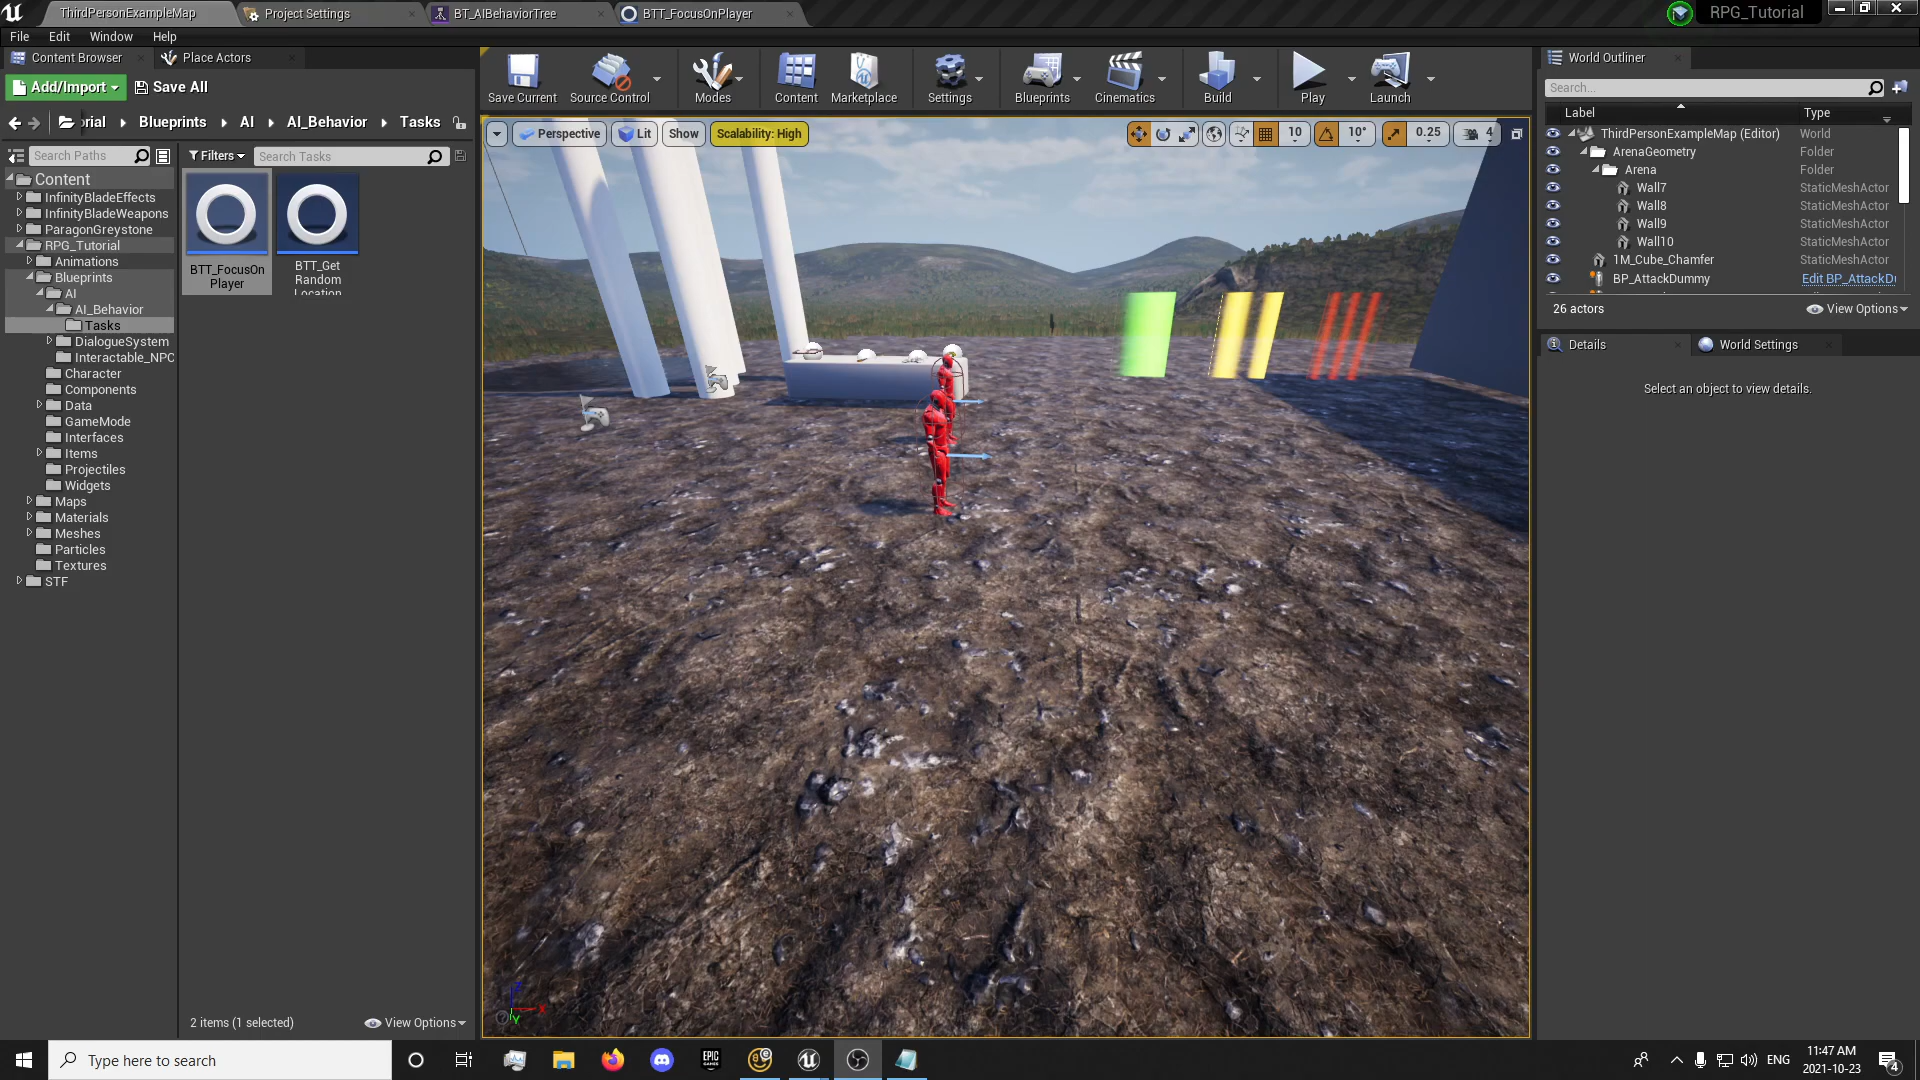 ThirdPersonExampleMap
Project Settings
BT_AIBehaviorTree
BTT_FocusOnPlayer
RPG_Tutorial
File
Edit
Window
Help
Content Browser
Place Actors
Add/Import
Save All
rial
Blueprints
AI
AI_Behavior
Tasks
Search Paths
Filters
Search Tasks
Content
InfinityBladeEffects
InfinityBladeWeapons
ParagonGreystone
RPG_Tutorial
Animations
Blueprints
AI
AI_Behavior
Tasks
DialogueSystem
Interactable_NPC
Character
Components
Data
GameMode
Interfaces
Items
Projectiles
Widgets
Maps
Materials
Meshes
Particles
Textures
STF
BTT_FocusOn
Player
BTT_Get
Random
Location
2 items (1 selected)
View Options
Save Current
Source Control
Modes
Content
Marketplace
Settings
Blueprints
Cinematics
Build
Play
Launch
Perspective
Lit
Show
Scalability: High
10
10°
0.25
4
Z
X
Y
World Outliner
Search...
Label
Type
ThirdPersonExampleMap (Editor)
World
ArenaGeometry
Folder
Arena
Folder
Wall7
StaticMeshActor
Wall8
StaticMeshActor
Wall9
StaticMeshActor
Wall10
StaticMeshActor
1M_Cube_Chamfer
StaticMeshActor
BP_AttackDummy
Edit BP_AttackDu
26 actors
View Options
Details
World Settings
Select an object to view details.
Type here to search
EPIC
GAMES
ENG
11:47 AM
2021-10-23
4